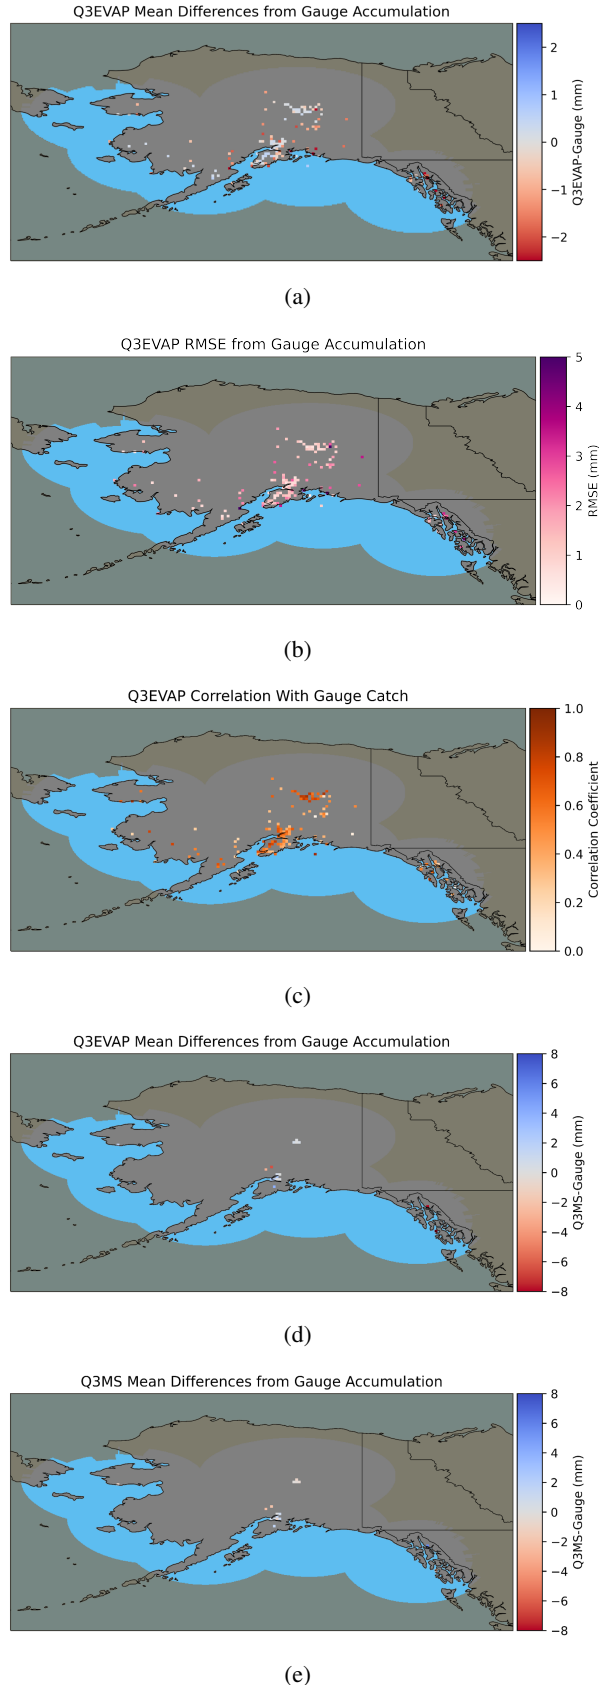 Q3EVAP Mean Differences from Gauge Accumulation
2
1
0
−1
−2
Q3EVAP-Gauge (mm)
(a)
Q3EVAP RMSE from Gauge Accumulation
5
4
3
2
1
0
RMSE (mm)
(b)
Q3EVAP Correlation With Gauge Catch
1.0
0.8
0.6
0.4
0.2
0.0
Correlation Coefficient
(c)
Q3EVAP Mean Differences from Gauge Accumulation
8
6
4
2
0
−2
−4
−6
−8
Q3MS-Gauge (mm)
(d)
Q3MS Mean Differences from Gauge Accumulation
8
6
4
2
0
−2
−4
−6
−8
Q3MS-Gauge (mm)
(e)